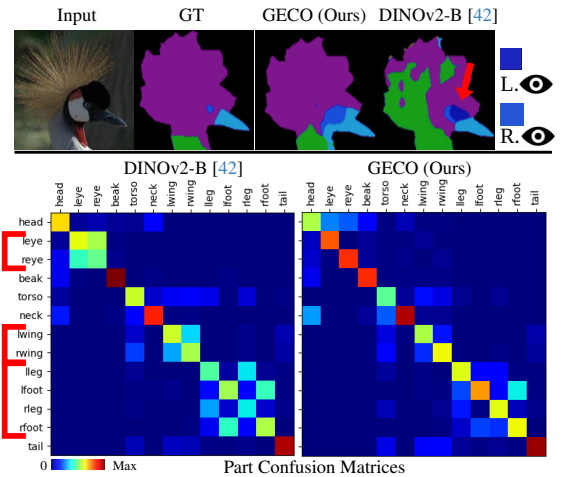 Input GT GECO (Ours) DINOv2-B [42]
L.
R.
DINOv2-B [42] GECO (Ours)
head leye reye beak torso neck lwing rwing lleg lfoot rleg rfoot tail
head leye reye beak torso neck lwing rwing lleg lfoot rleg rfoot tail
head
leye
reye
beak
torso
neck
lwing
rwing
lleg
lfoot
rleg
rfoot
tail
0 Max Part Confusion Matrices